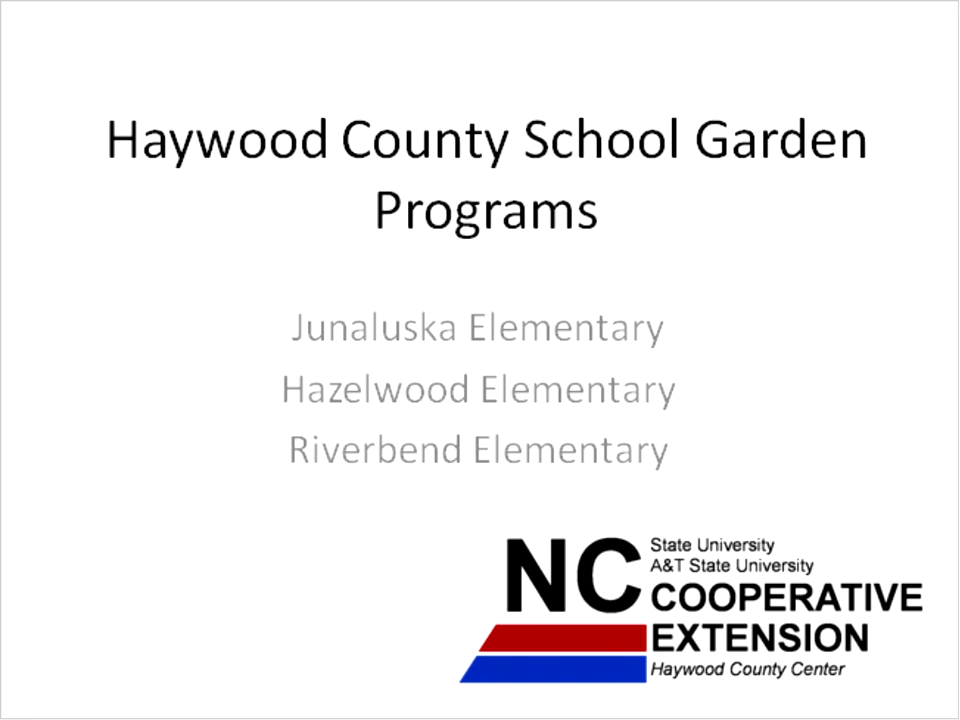 Haywood County School Garden
Programs
Junaluska Elementary
Hazelwood Elementary
Riverbend Elementary
NC
State University
A&T State University
COOPERATIVE
EXTENSION
Haywood County Center